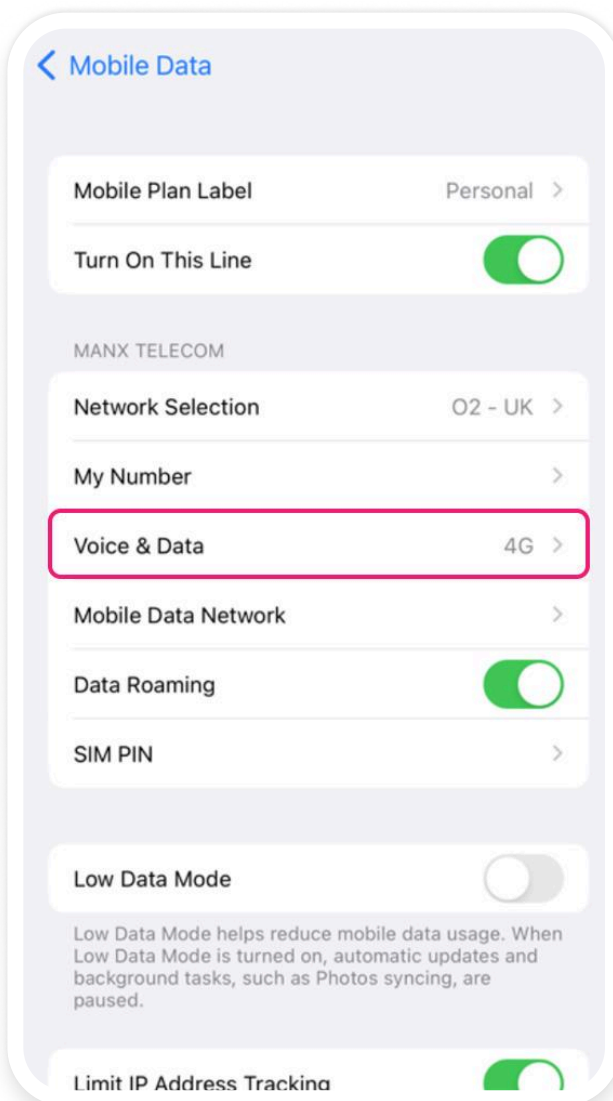 Mobile Data
Mobile Plan Label Personal
Turn On This Line
MANX TELECOM
Network Selection O2 - UK
My Number
Voice & Data 4G
Mobile Data Network
Data Roaming
SIM PIN
Low Data Mode
Low Data Mode helps reduce mobile data usage. When
Low Data Mode is turned on, automatic updates and
background tasks, such as Photos syncing, are
paused.
Limit IP Address Tracking